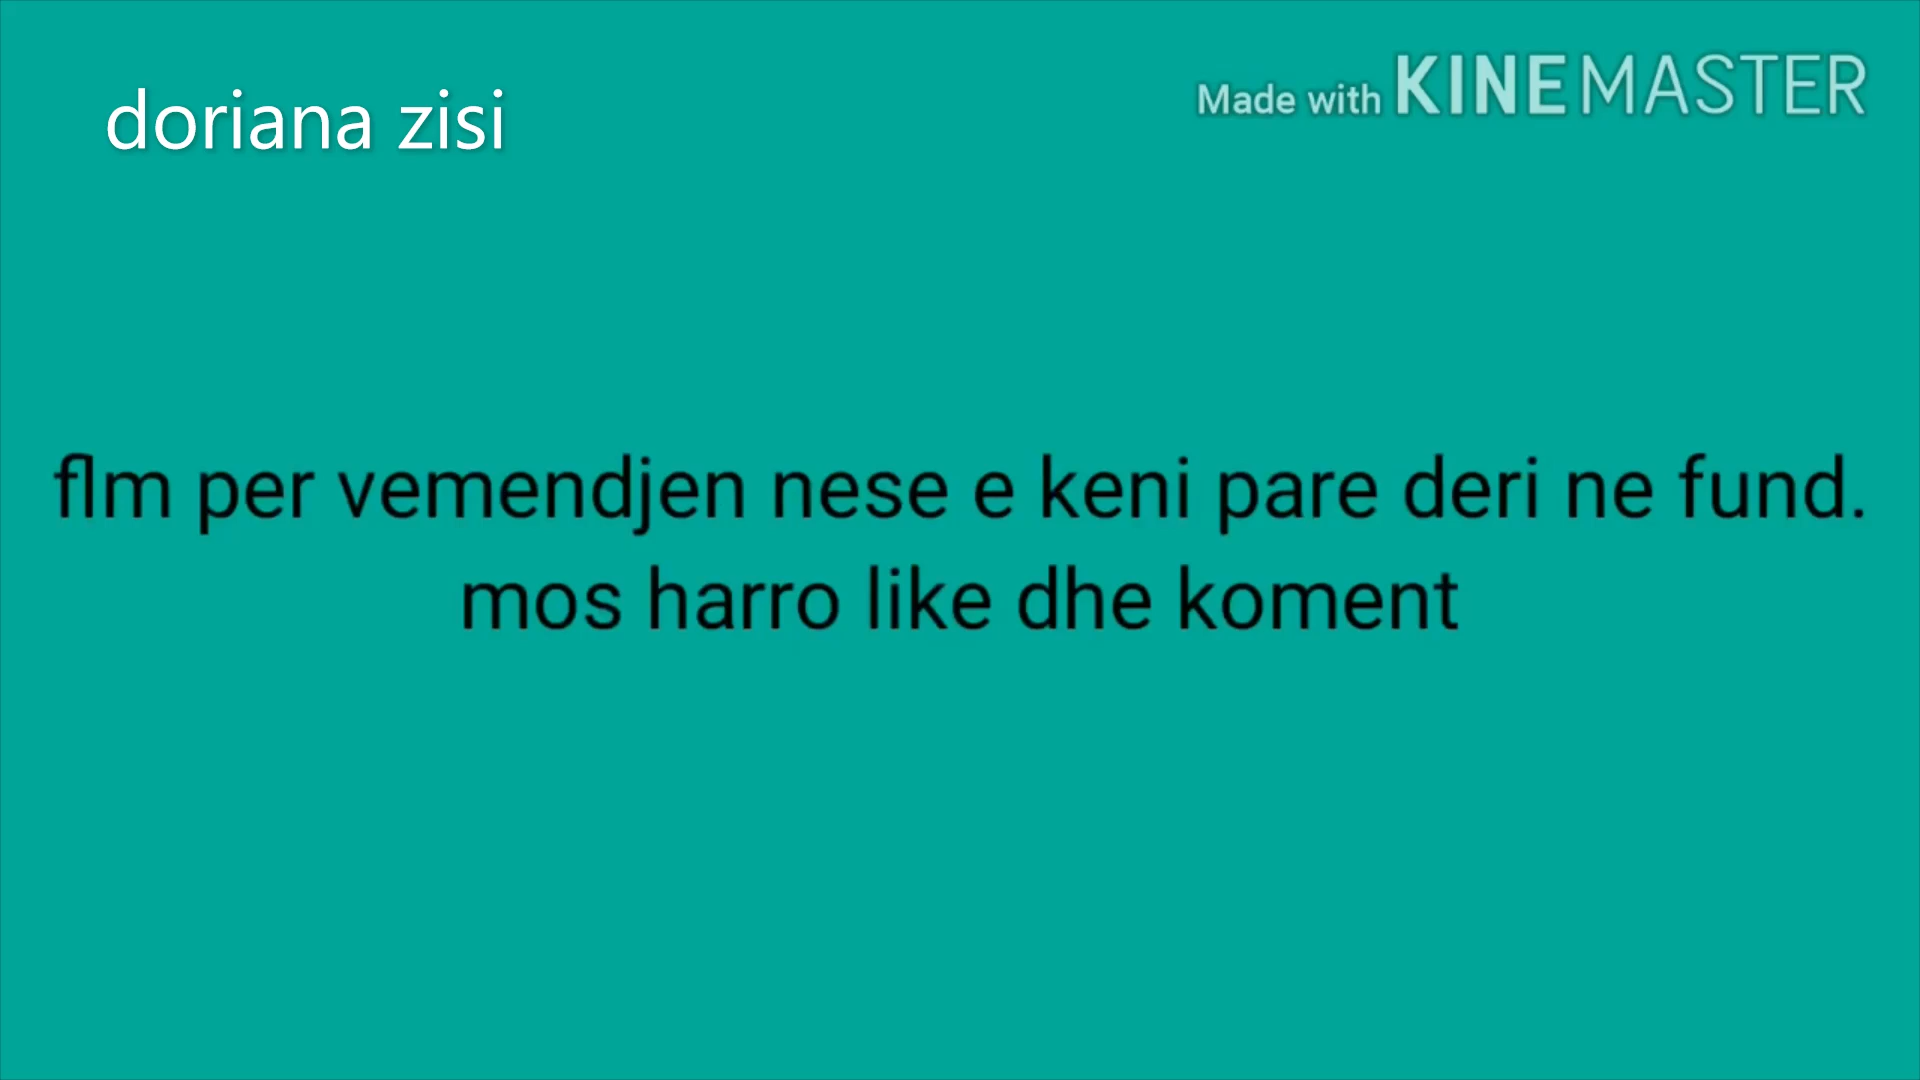 doriana zisi
Made with KINEMASTER
flm per vemendjen nese e keni pare deri ne fund.
mos harro like dhe koment